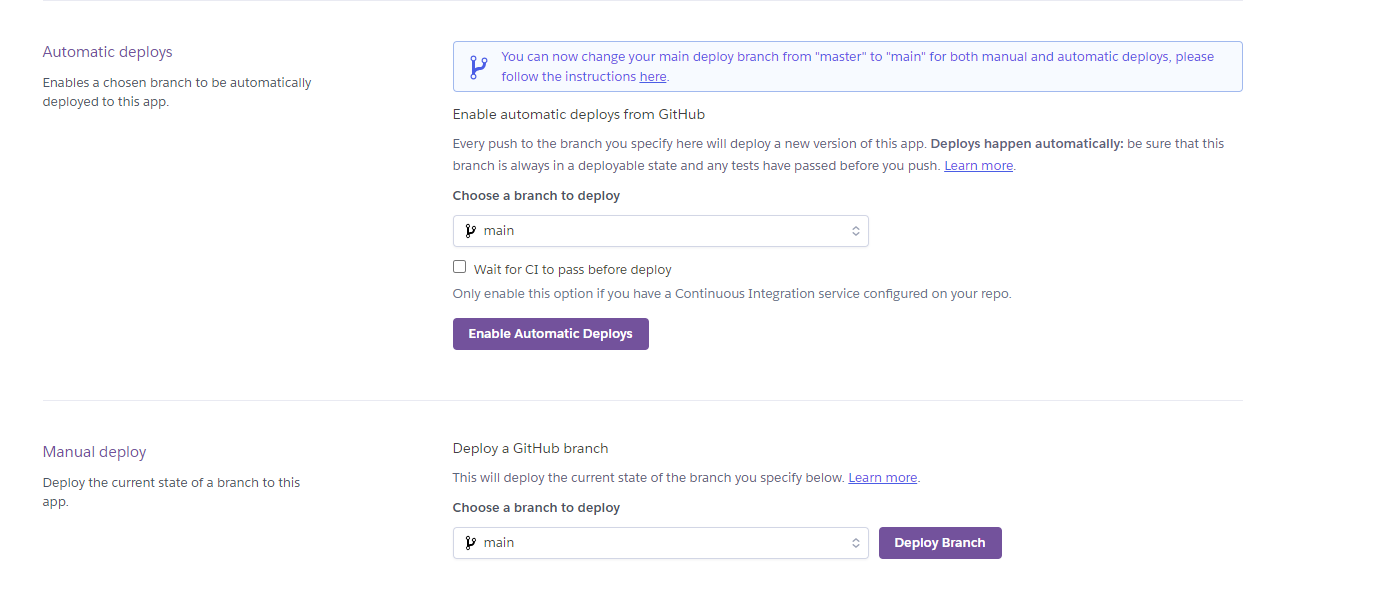 Automatic deploys
Enables a chosen branch to be automatically
deployed to this app.
You can now change your main deploy branch from "master" to "main" for both manual and automatic deploys, please
follow the instructions here.
Enable automatic deploys from GitHub
Every push to the branch you specify here will deploy a new version of this app. Deploys happen automatically: be sure that this
branch is always in a deployable state and any tests have passed before you push. Learn more.
Choose a branch to deploy
main
Wait for CI to pass before deploy
Only enable this option if you have a Continuous Integration service configured on your repo.
Enable Automatic Deploys
Manual deploy
Deploy the current state of a branch to this
app.
Deploy a GitHub branch
This will deploy the current state of the branch you specify below. Learn more.
Choose a branch to deploy
main
Deploy Branch